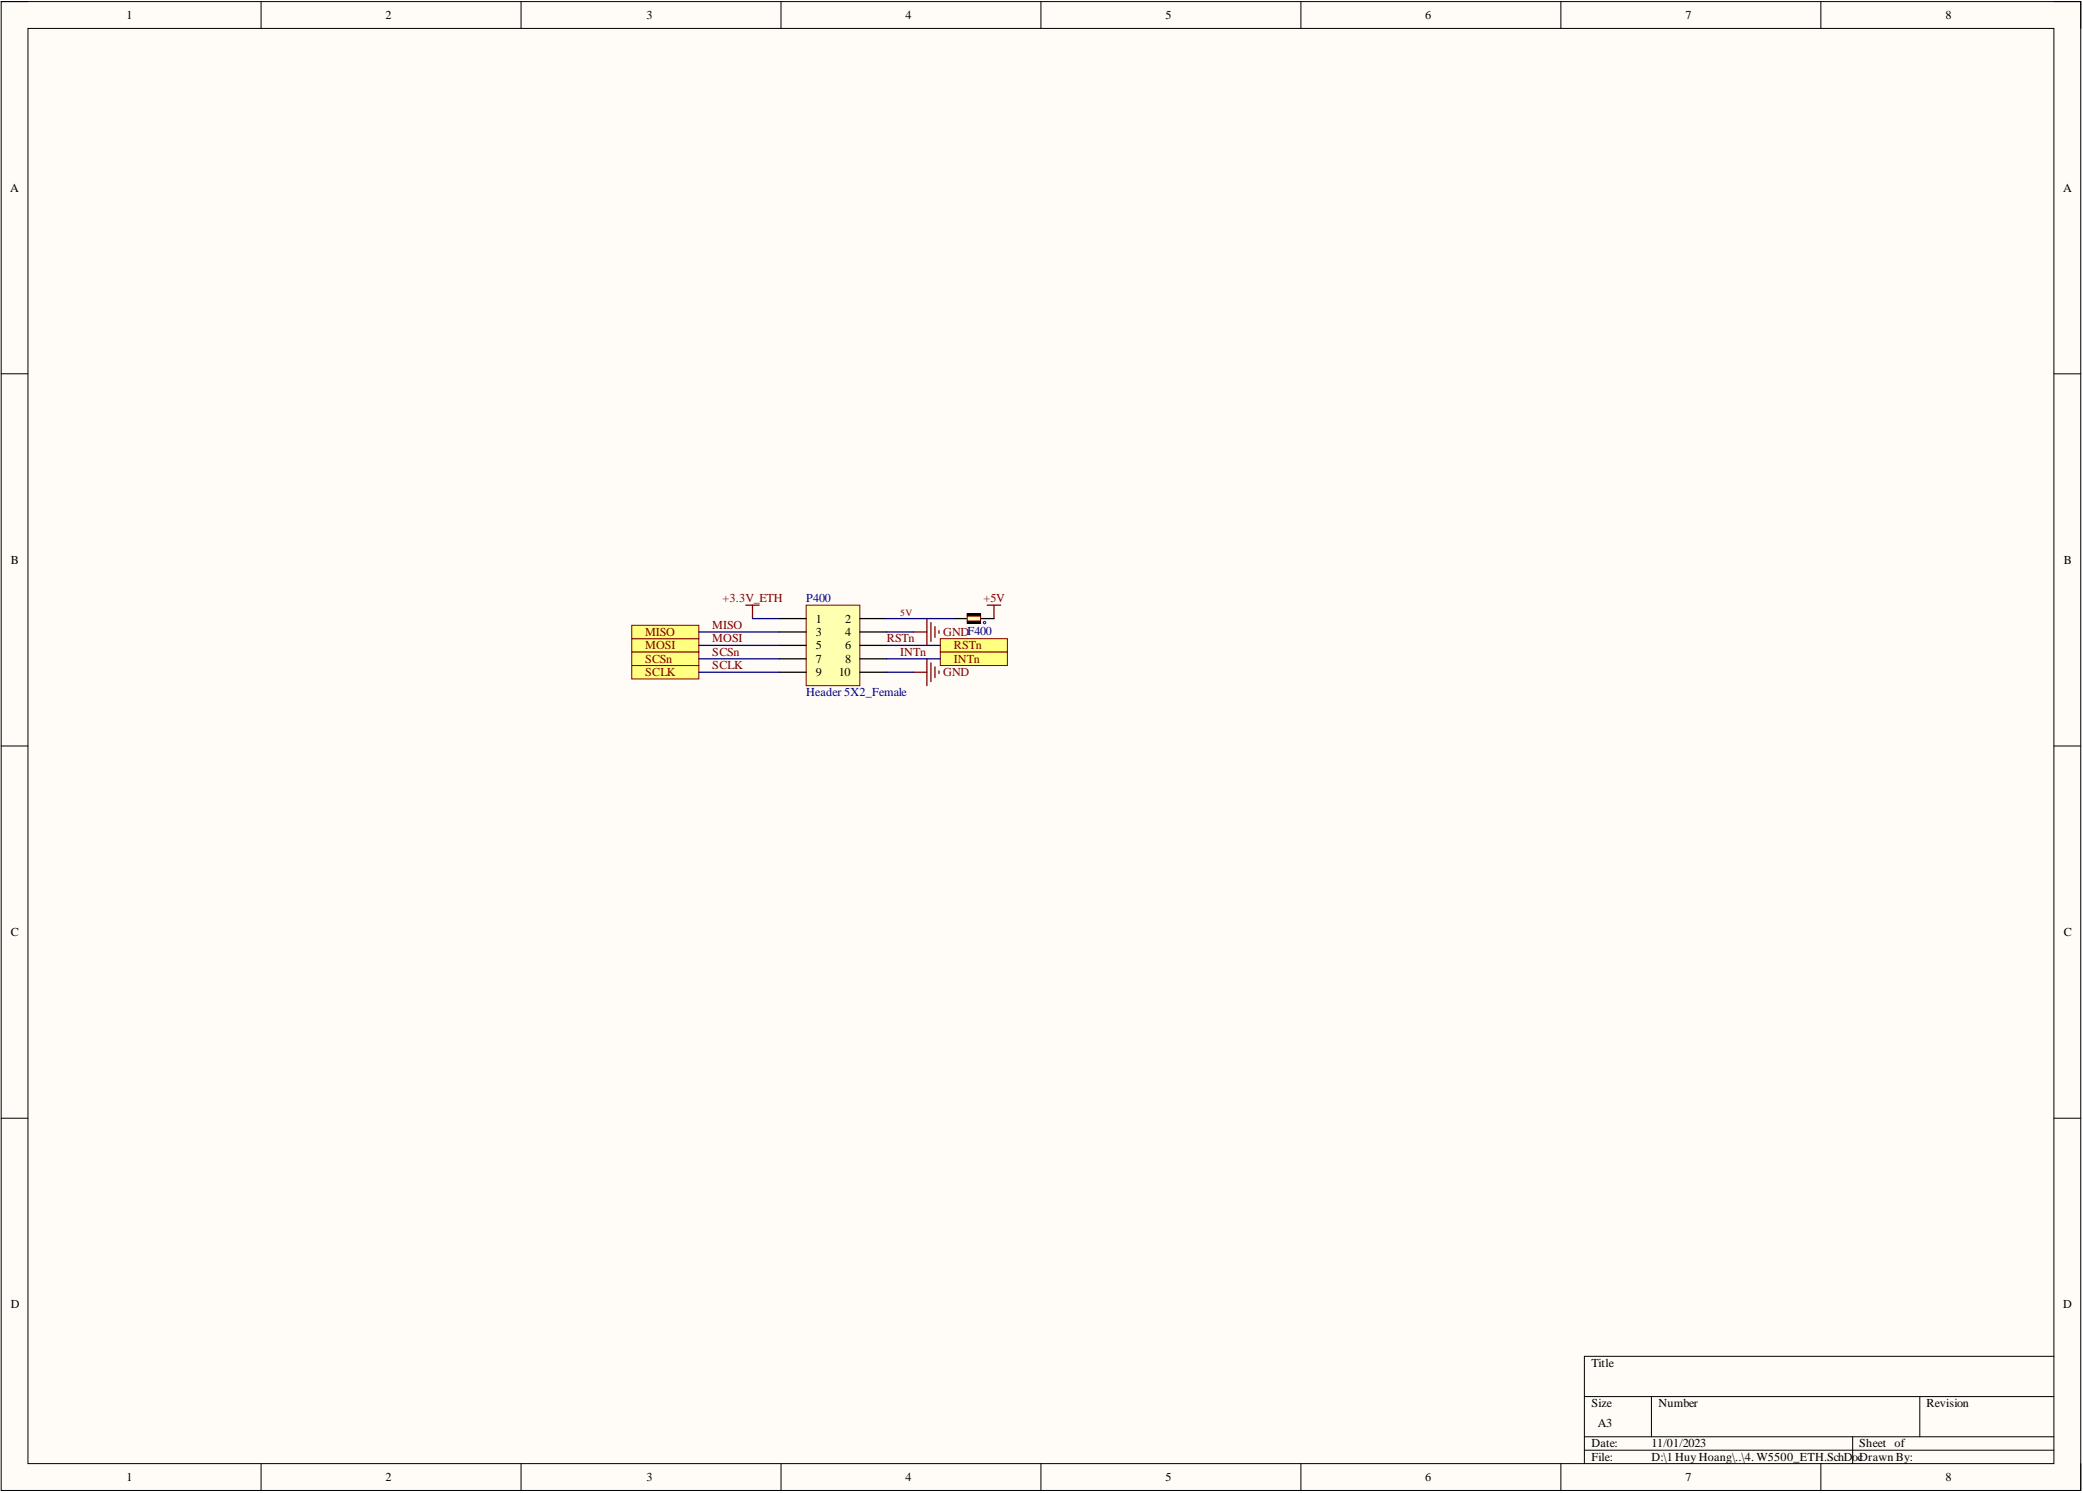 1 2 3 4 5 6 7 8
A A
B B
+3.3V_ETH P400 +5V
1 2 5V
MISO MISO 3 4 GND F400
MOSI MOSI 5 6 RSTn RSTn
SCSn SCSn 7 8 INTn INTn
SCLK SCLK 9 10 GND
Header 5X2_Female
C C
D D
Title
Size Number Revision
A3
Date: 11/01/2023 Sheet of
File: D:\1 Huy Hoang\..\4. W5500_ETH.SchDoc Drawn By:
1 2 3 4 5 6 7 8